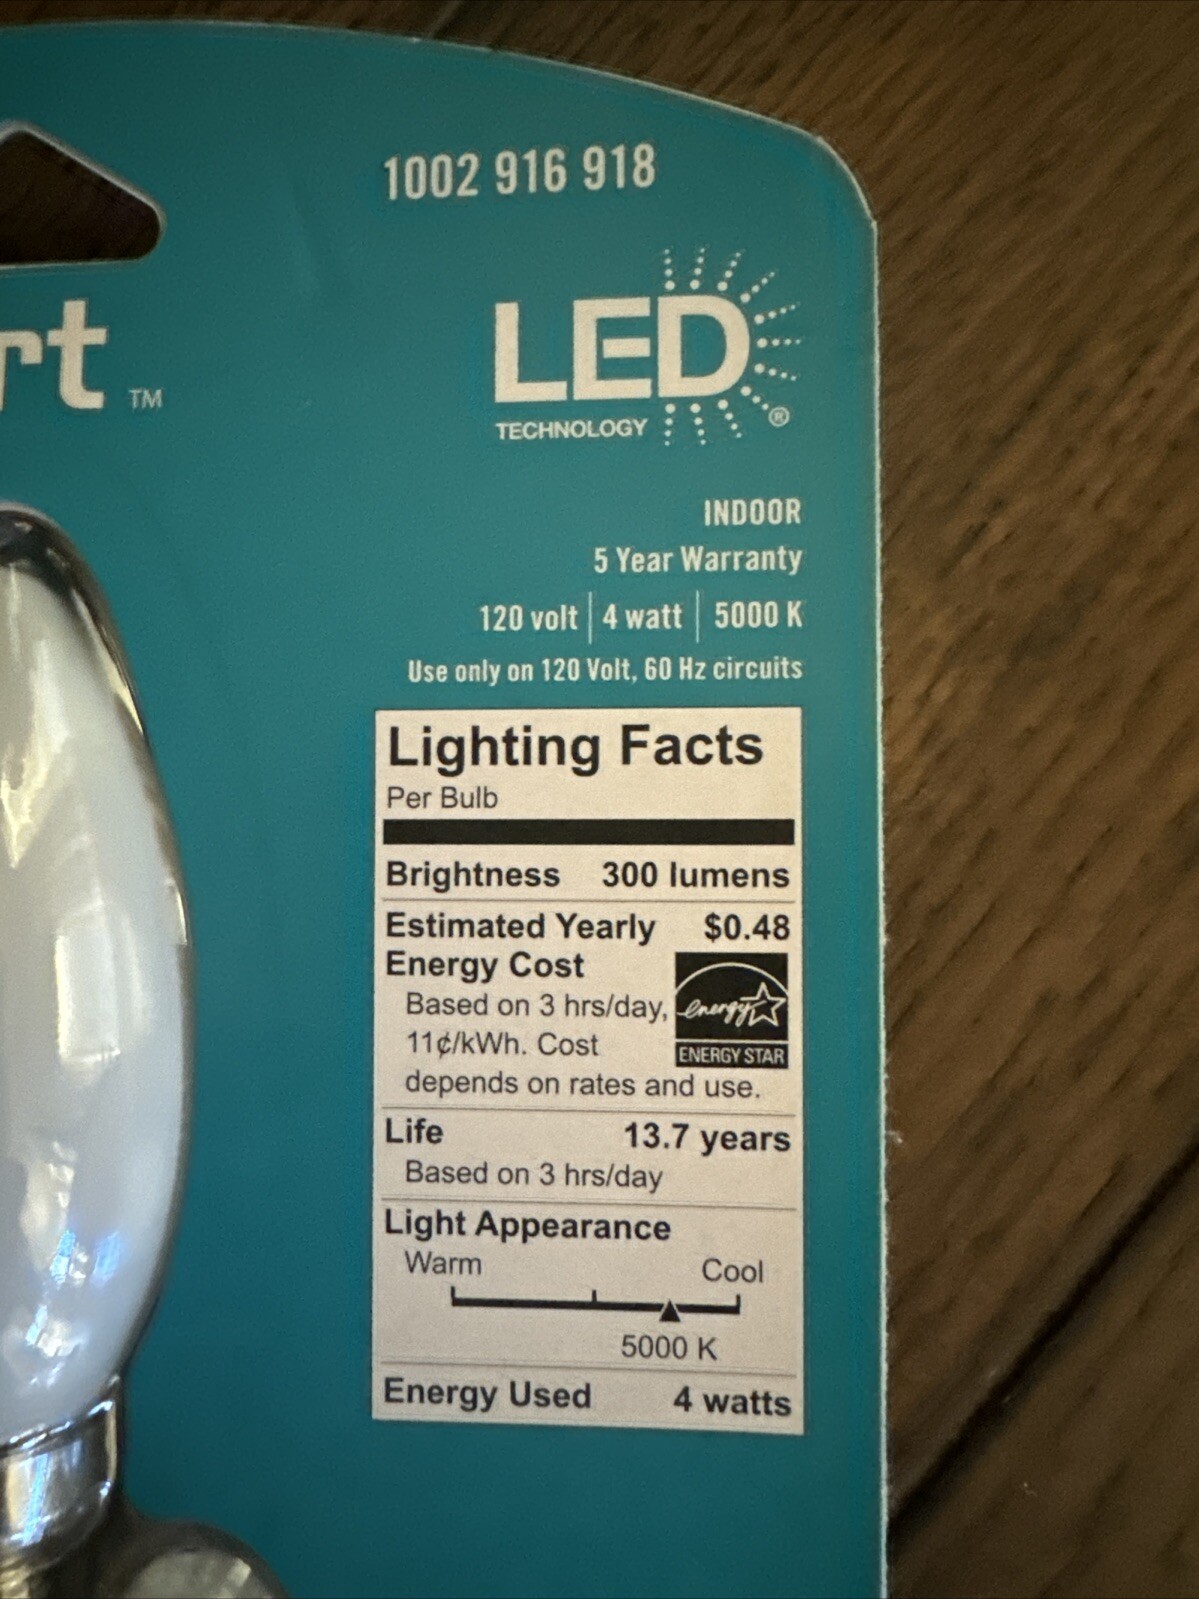 1002 916 918
rt ™
LED
TECHNOLOGY ®
INDOOR
5 Year Warranty
120 volt | 4 watt | 5000 K
Use only on 120 Volt, 60 Hz circuits
Lighting Facts
Per Bulb
Brightness 300 lumens
Estimated Yearly $0.48
Energy Cost
Based on 3 hrs/day,
11¢/kWh. Cost
depends on rates and use.
energy
ENERGY STAR
Life 13.7 years
Based on 3 hrs/day
Light Appearance
Warm Cool
5000 K
Energy Used 4 watts